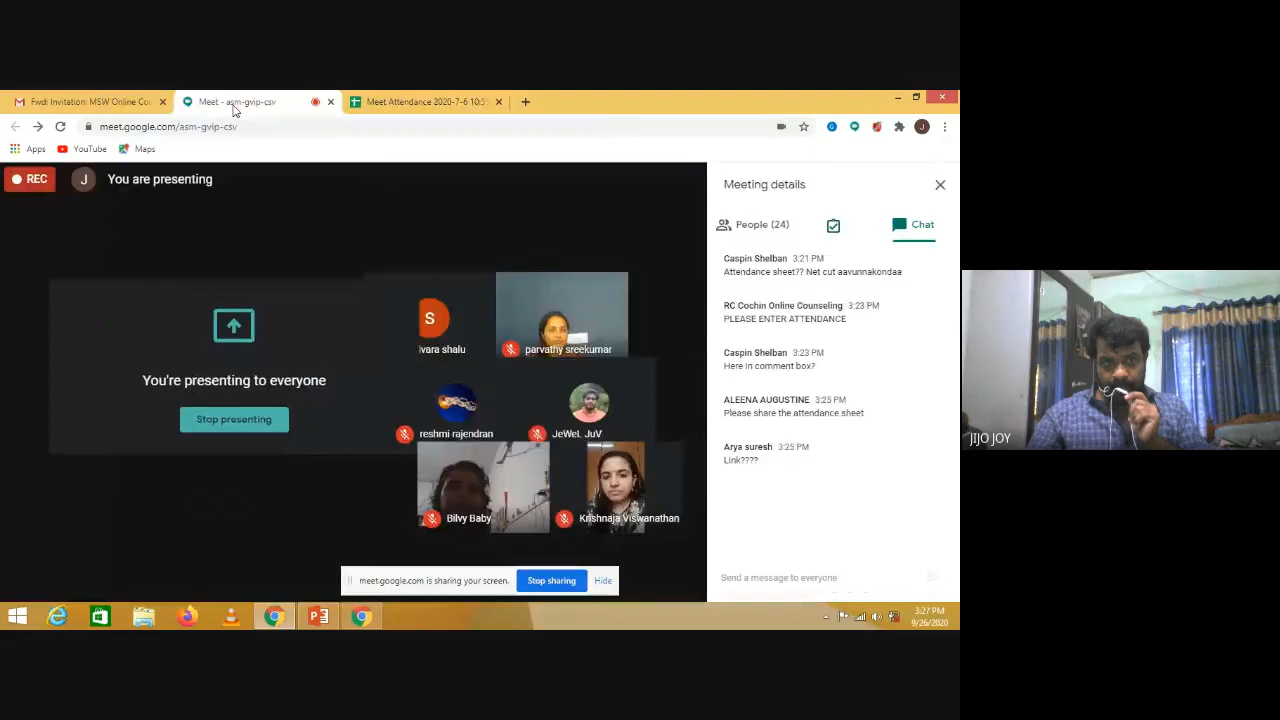 Fwd: Invitation: MSW Online Cou
Meet - asm-gvip-csv
Meet Attendance 2020-7-6 10:5
meet.google.com/asm-gvip-csv
Apps
YouTube
Maps
REC
J
You are presenting
You're presenting to everyone
Stop presenting
S
ivara shalu
parvathy sreekumar
reshmi rajendran
JeWeL JuV
Bilvy Baby
Krishnaja Viswanathan
Meeting details
People (24)
Chat
Caspin Shelban 3:21 PM
Attendance sheet?? Net cut aavunnakondaa
RC Cochin Online Counseling 3:23 PM
PLEASE ENTER ATTENDANCE
Caspin Shelban 3:23 PM
Here in comment box?
ALEENA AUGUSTINE 3:25 PM
Please share the attendance sheet
Arya suresh 3:25 PM
Link????
Send a message to everyone
meet.google.com is sharing your screen.
Stop sharing
Hide
3:27 PM
9/26/2020
JIJO JOY